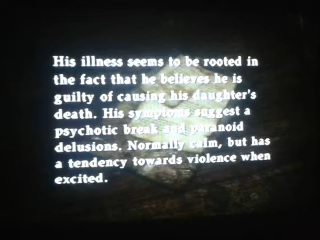 His illness seems to be rooted in
the fact that he believes he is
guilty of causing his daughter's
death. His symptoms suggest a
psychotic break and paranoid
delusions. Normally calm, but has
a tendency towards violence when
excited.